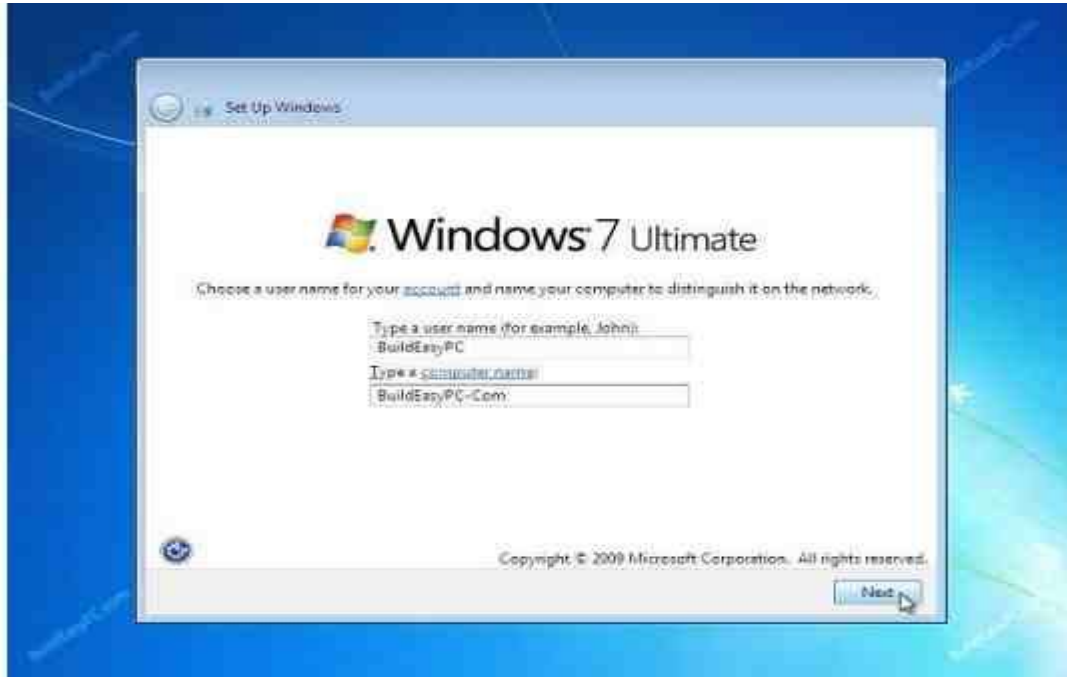 Set Up Windows
Windows 7 Ultimate
Choose a user name for your account and name your computer to distinguish it on the network.
Type a user name (for example, John):
BuildEasyPC
Type a computer name:
BuildEasyPC-Com
Copyright © 2009 Microsoft Corporation. All rights reserved.
Next